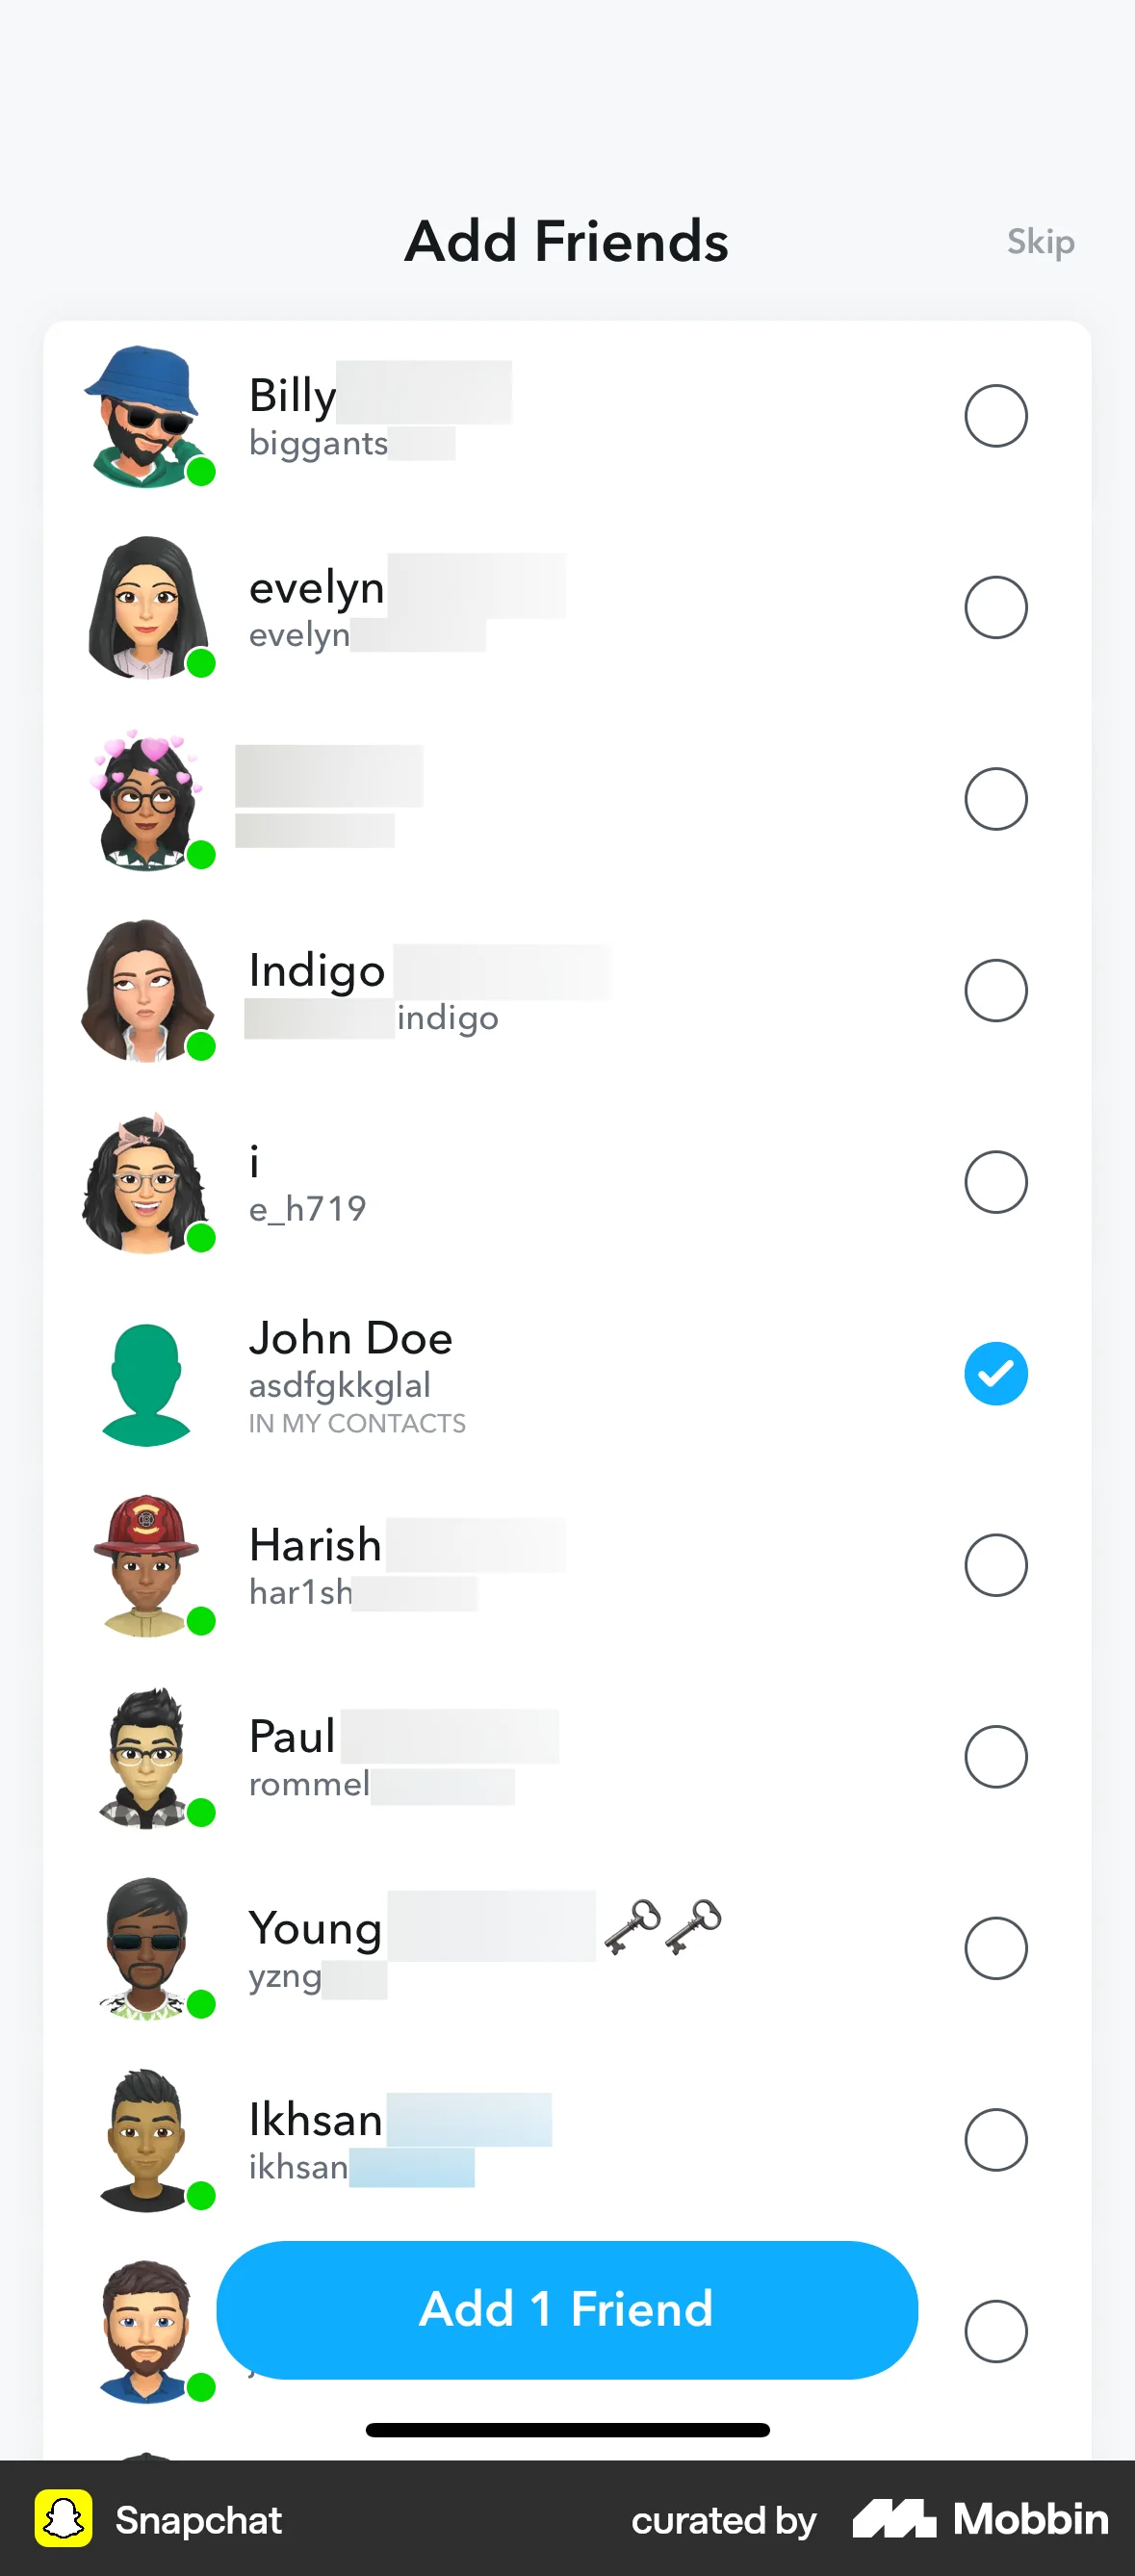 Add Friends
Skip
Billy
biggants
evelyn
evelyn
Indigo
indigo
i
e_h719
John Doe
asdfgkkglal
IN MY CONTACTS
Harish
har1sh
Paul
rommel
Young
yzng
Ikhsan
ikhsan
Add 1 Friend
Snapchat
curated by Mobbin